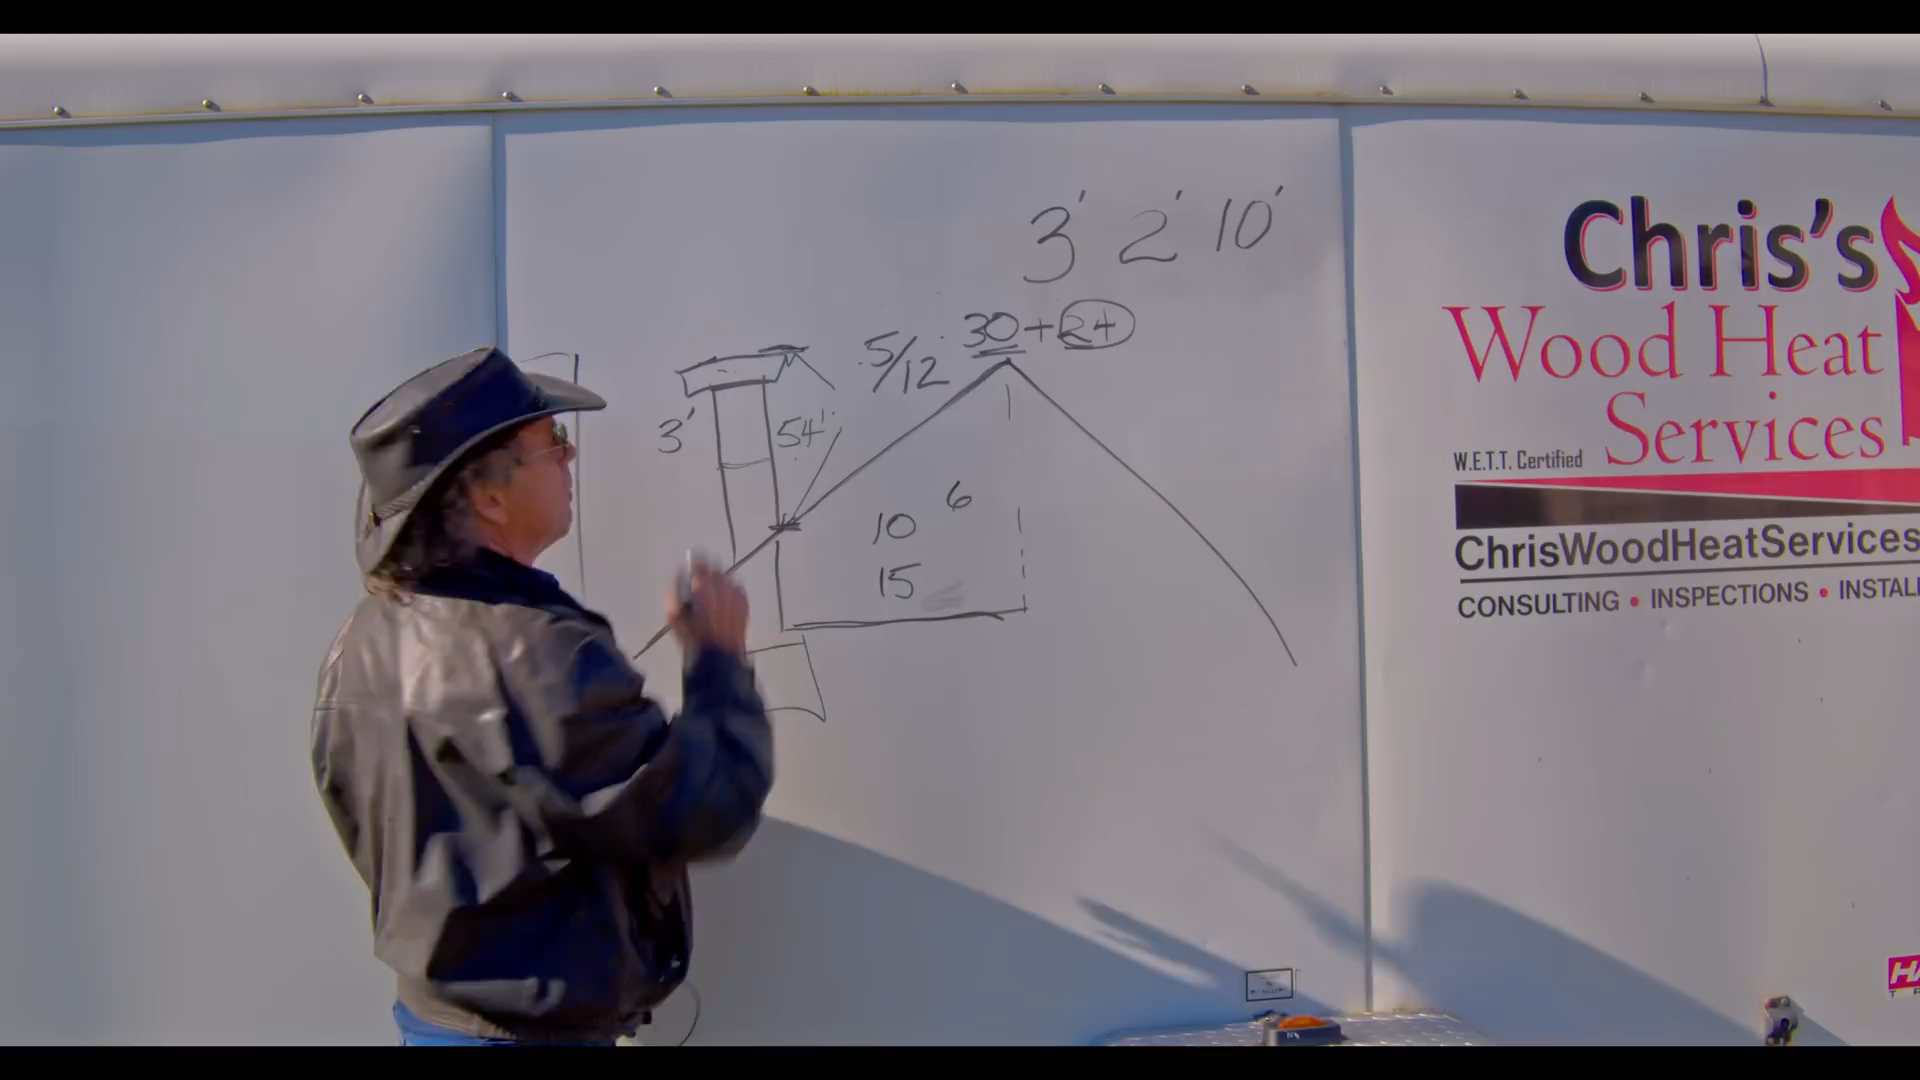 3' 2' 10'
30+24
5/12
3' 54"
6
10
15
Chris's
Wood Heat
Services
W.E.T.T. Certified
ChrisWoodHeatServices
CONSULTING • INSPECTIONS • INSTALL